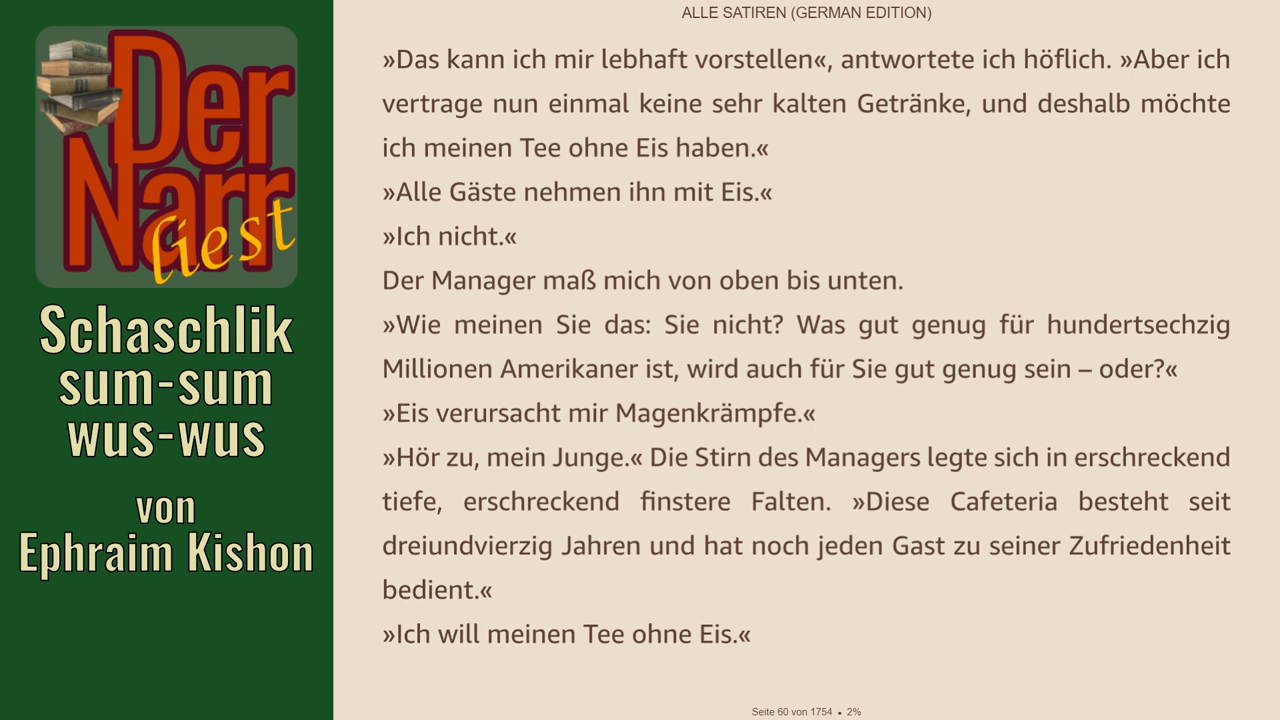 Der
Narr
liest
Schaschlik
sum-sum
wus-wus
von
Ephraim Kishon
ALLE SATIREN (GERMAN EDITION)
»Das kann ich mir lebhaft vorstellen«, antwortete ich höflich. »Aber ich
vertrage nun einmal keine sehr kalten Getränke, und deshalb möchte
ich meinen Tee ohne Eis haben.«
»Alle Gäste nehmen ihn mit Eis.«
»Ich nicht.«
Der Manager maß mich von oben bis unten.
»Wie meinen Sie das: Sie nicht? Was gut genug für hundertsechzig
Millionen Amerikaner ist, wird auch für Sie gut genug sein – oder?«
»Eis verursacht mir Magenkrämpfe.«
»Hör zu, mein Junge.« Die Stirn des Managers legte sich in erschreckend
tiefe, erschreckend finstere Falten. »Diese Cafeteria besteht seit
dreiundvierzig Jahren und hat noch jeden Gast zu seiner Zufriedenheit
bedient.«
»Ich will meinen Tee ohne Eis.«
Seite 60 von 1754 • 2%